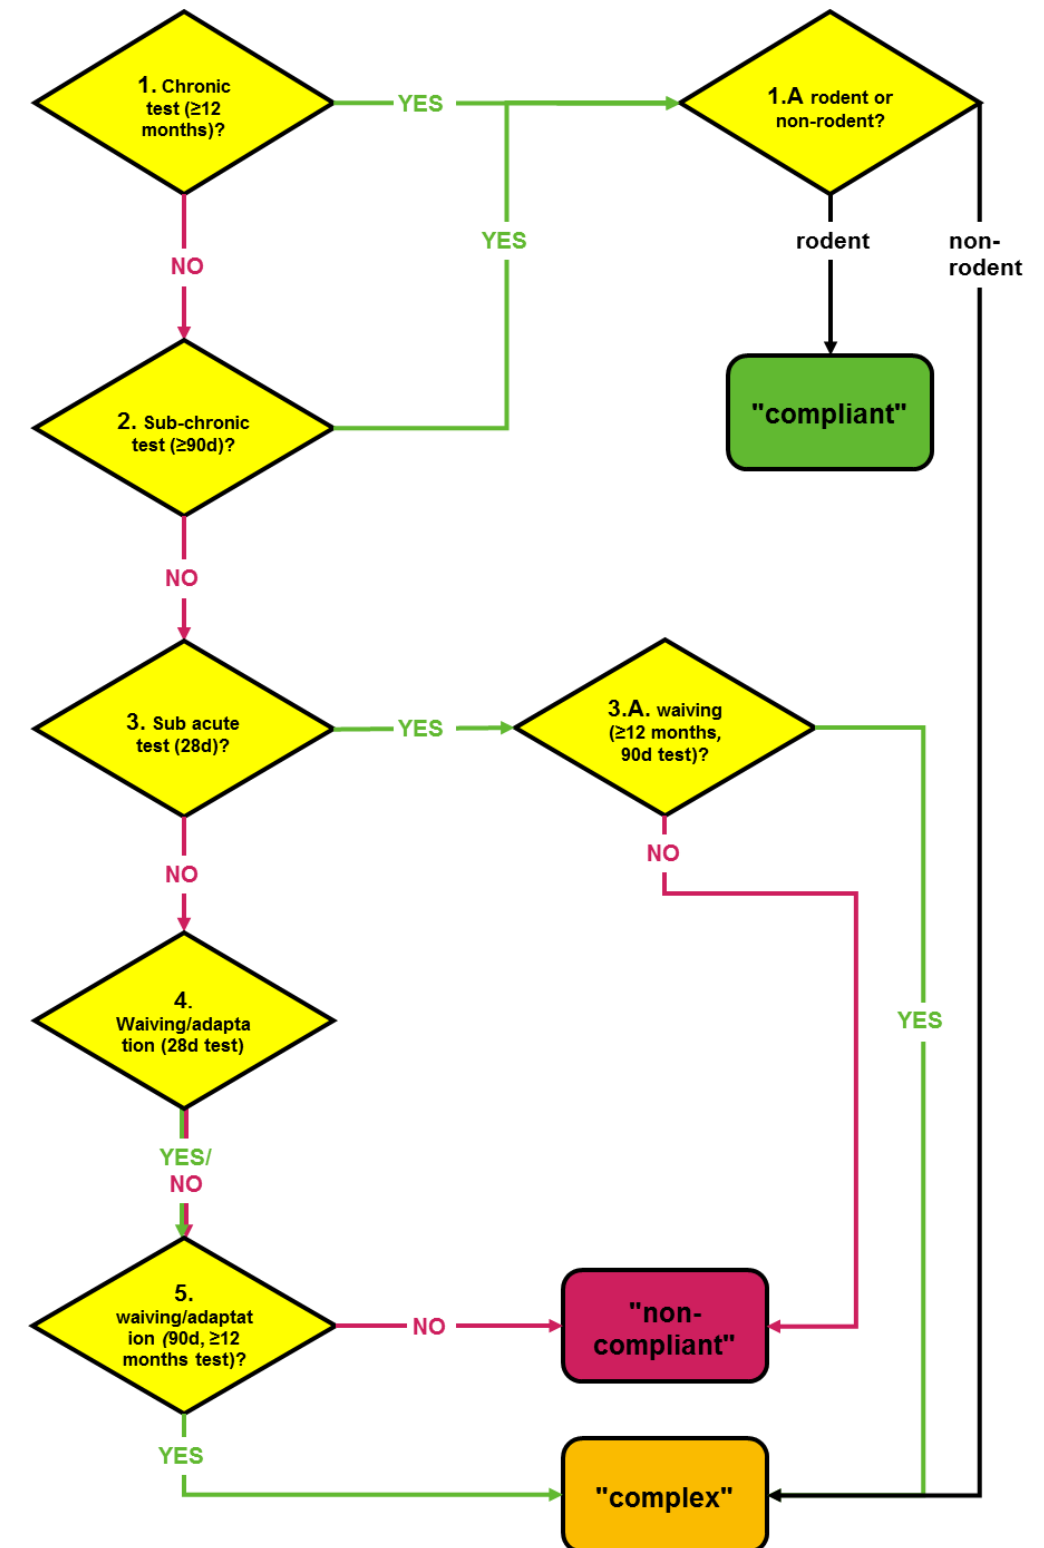 1. Chronic
test (≥12
months)?
YES
1.A rodent or
non-rodent?
NO
YES
rodent
non-
rodent
"compliant"
2. Sub-chronic
test (≥90d)?
NO
3. Sub acute
test (28d)?
YES
3.A. waiving
(≥12 months,
90d test)?
NO
NO
4.
Waiving/adapta
tion (28d test)
YES
YES/
NO
5.
waiving/adaptat
ion (90d, ≥12
months test)?
NO
"non-
compliant"
YES
"complex"